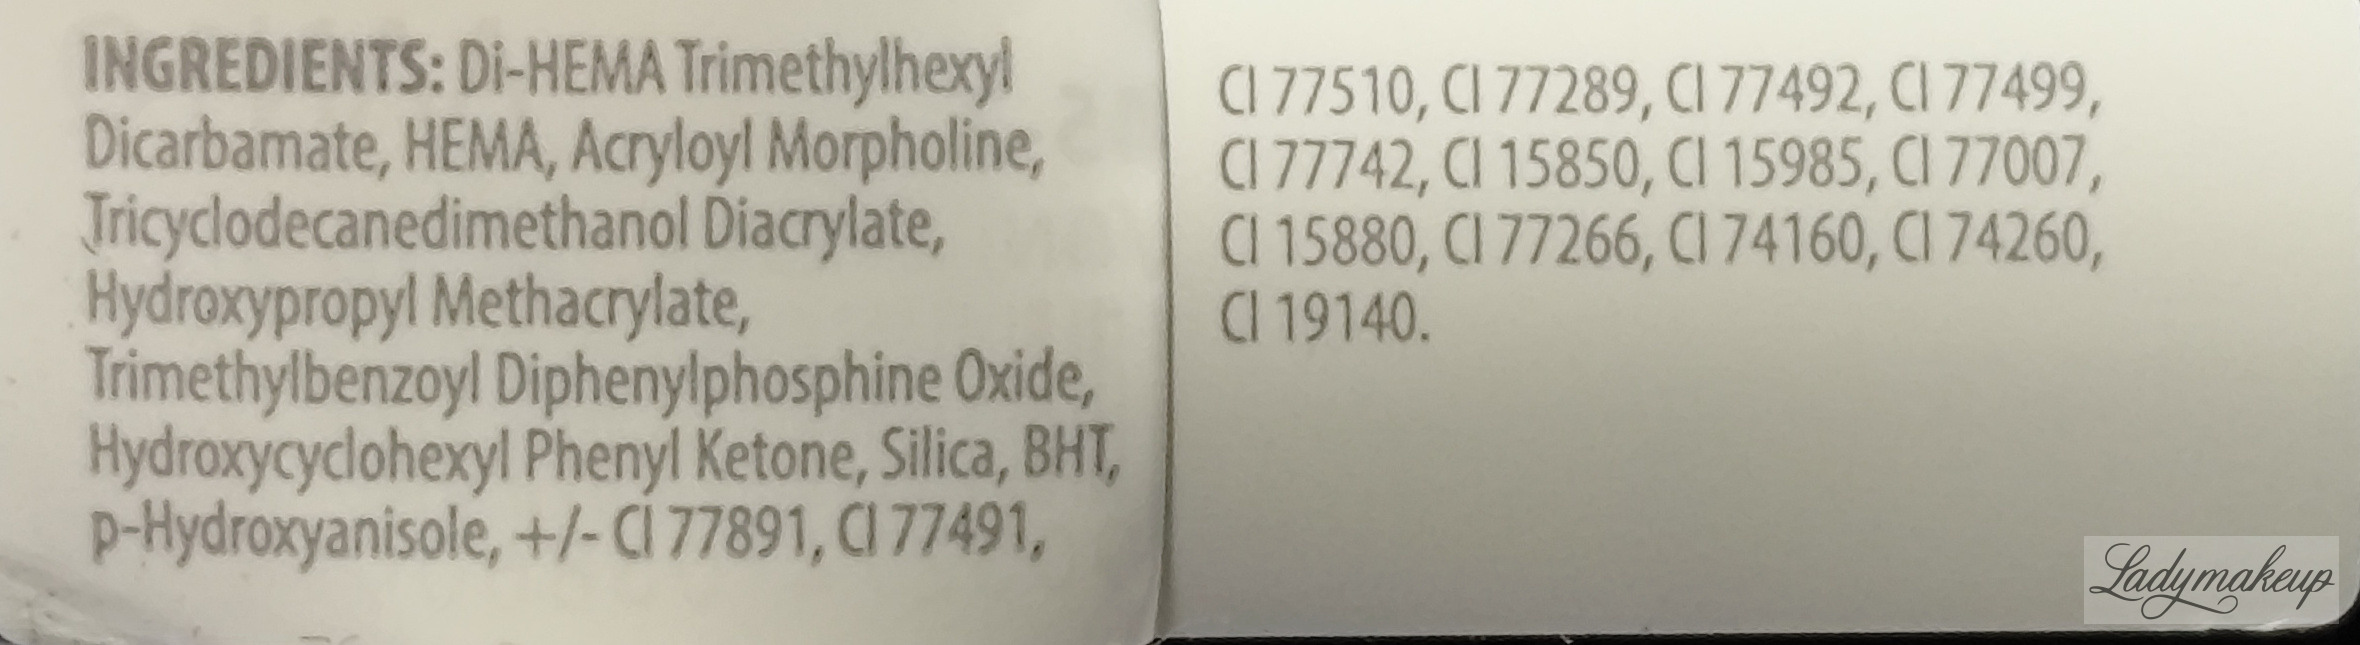 INGREDIENTS: Di-HEMA Trimethylhexyl
Dicarbamate, HEMA, Acryloyl Morpholine,
Tricyclodecanedimethanol Diacrylate,
Hydroxypropyl Methacrylate,
Trimethylbenzoyl Diphenylphosphine Oxide,
Hydroxycyclohexyl Phenyl Ketone, Silica, BHT,
p-Hydroxyanisole, +/- CI 77891, CI 77491,
CI 77510, CI 77289, CI 77492, CI 77499,
CI 77742, CI 15850, CI 15985, CI 77007,
CI 15880, CI 77266, CI 74160, CI 74260,
CI 19140.
Ladymakeup